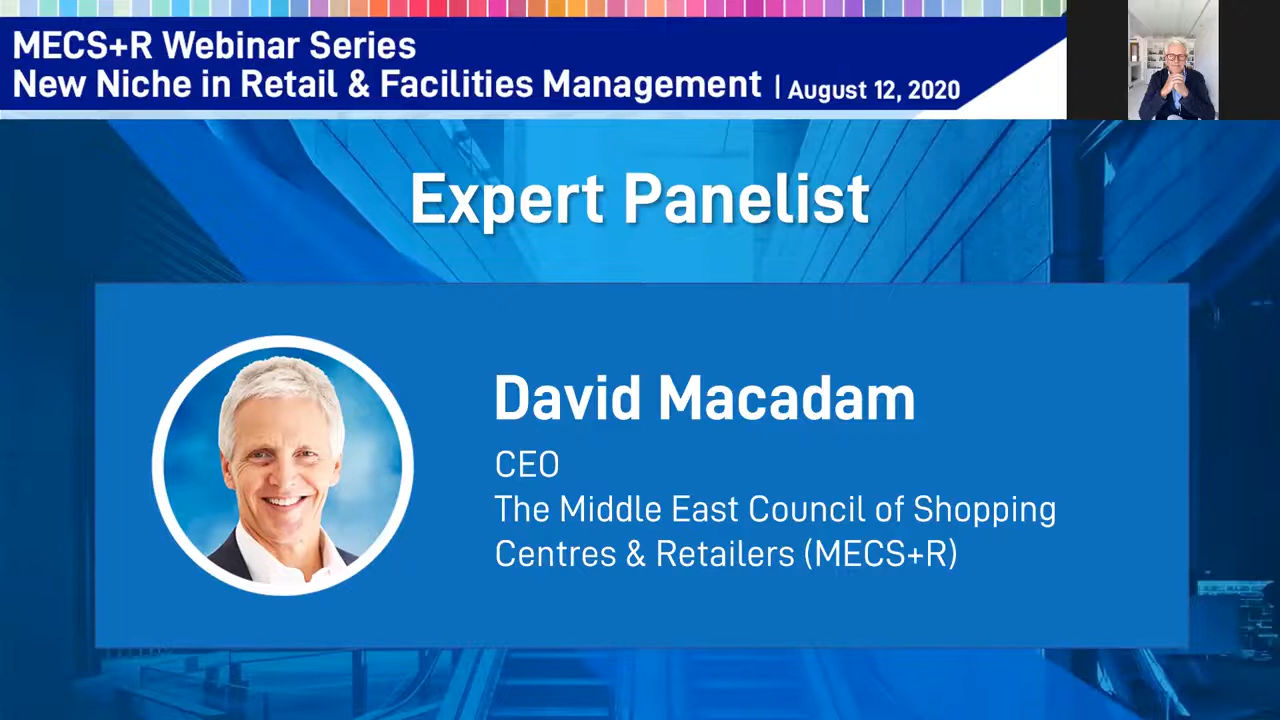 MECS+R Webinar Series
New Niche in Retail & Facilities Management | August 12, 2020
Expert Panelist
David Macadam
CEO
The Middle East Council of Shopping
Centres & Retailers (MECS+R)